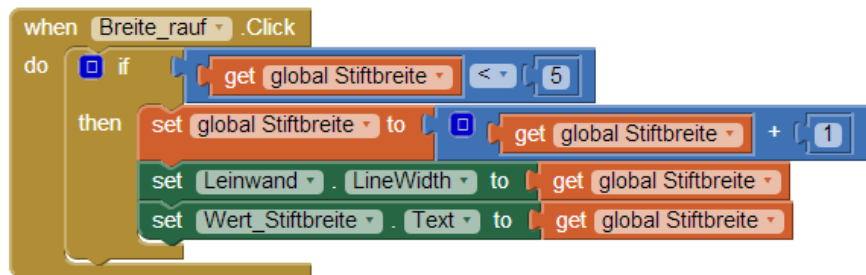 when Breite_rauf .Click
do if get global Stiftbreite < 5
then set global Stiftbreite to get global Stiftbreite + 1
set Leinwand . LineWidth to get global Stiftbreite
set Wert_Stiftbreite . Text to get global Stiftbreite